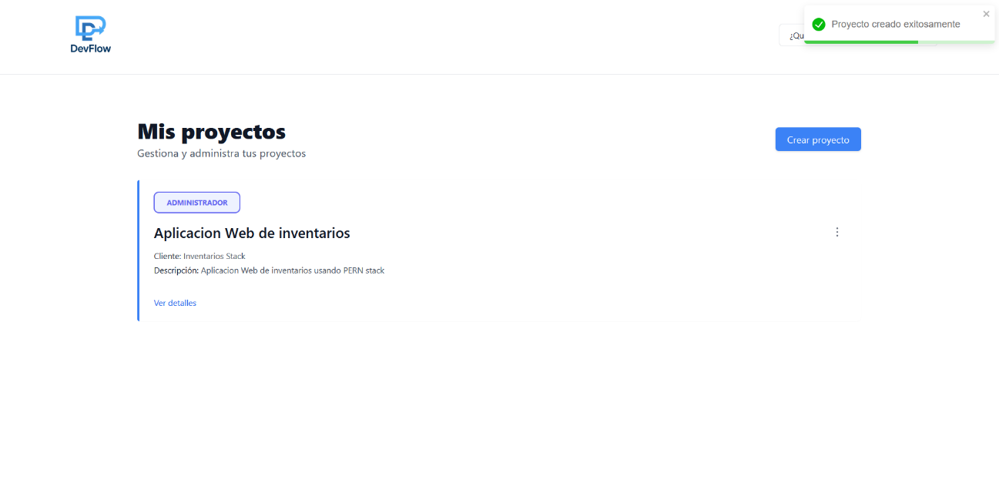 DevFlow
¿Qu
Proyecto creado exitosamente
Mis proyectos
Gestiona y administra tus proyectos
Crear proyecto
ADMINISTRADOR
Aplicacion Web de inventarios
Cliente: Inventarios Stack
Descripción: Aplicacion Web de inventarios usando PERN stack
Ver detalles